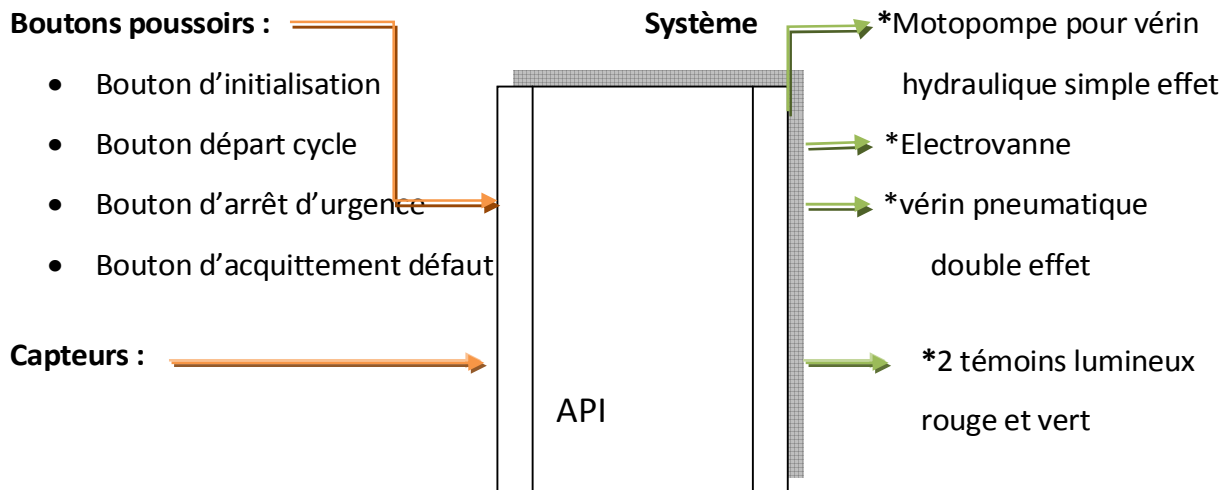 Boutons poussoirs :
• Bouton d’initialisation
• Bouton départ cycle
• Bouton d’arrêt d’urgence
• Bouton d’acquittement défaut
Capteurs :
Système
API
*Motopompe pour vérin
hydraulique simple effet
*Electrovanne
*vérin pneumatique
double effet
*2 témoins lumineux
rouge et vert